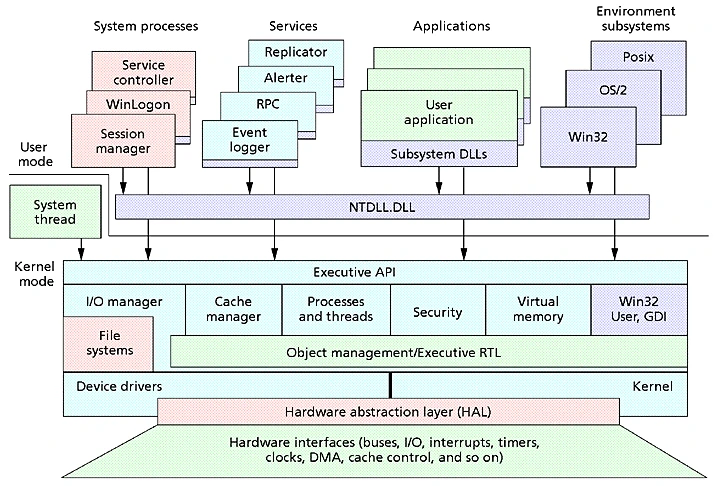 System processes
Services
Applications
Environment
subsystems
Service
controller
WinLogon
Session
manager
Replicator
Alerter
RPC
Event
logger
User
application
Subsystem DLLs
Posix
OS/2
Win32
User
mode
System
thread
NTDLL.DLL
Kernel
mode
Executive API
I/O manager
Cache
manager
Processes
and threads
Security
Virtual
memory
Win32
User, GDI
File
systems
Object management/Executive RTL
Device drivers
Kernel
Hardware abstraction layer (HAL)
Hardware interfaces (buses, I/O, interrupts, timers,
clocks, DMA, cache control, and so on)